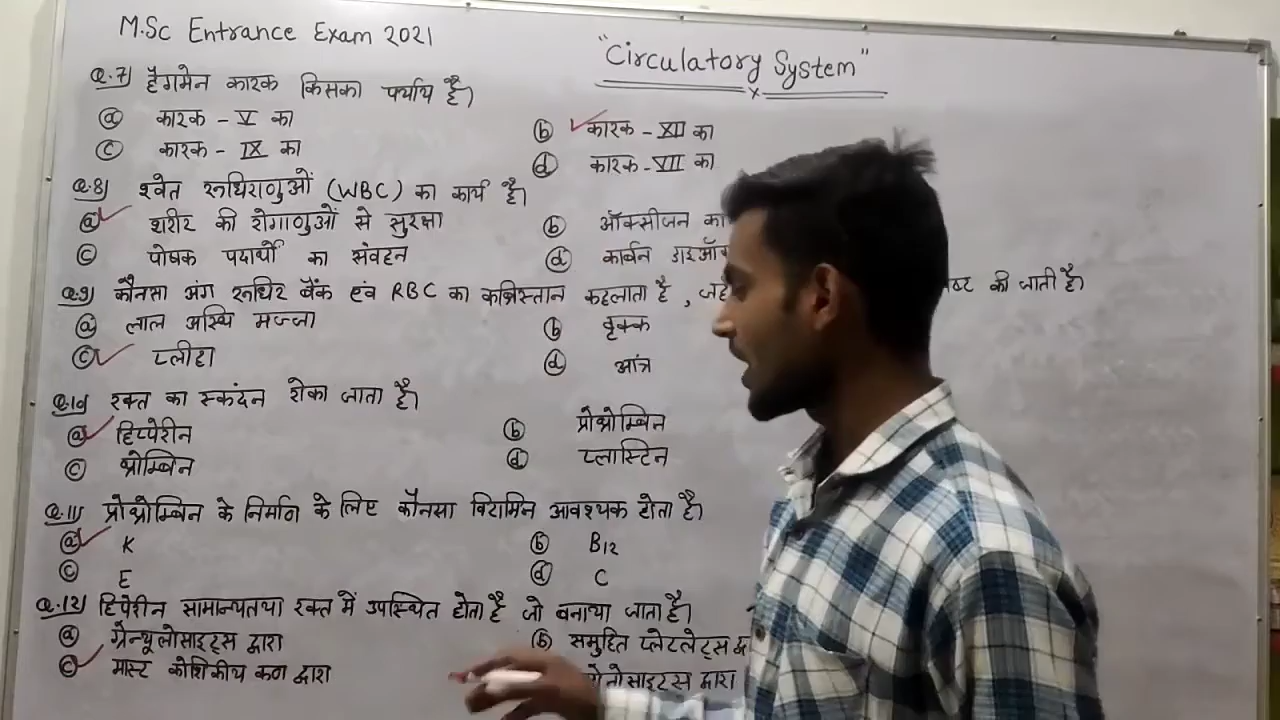 M.Sc Entrance Exam 2021
"Circulatory System"
Q.7) हैगमेन कारक किसका पर्याय है।
(a) कारक - V का
(b) कारक - XII का
(c) कारक - IX का
(d) कारक - VII का
Q.8) श्वेत रूधिराणुओं (WBC) का कार्य है।
(a) शरीर की रोगाणुओं से सुरक्षा
(b) ऑक्सीजन का
(c) पोषक पदार्थों का संवहन
(d) कार्बन
Q.9) कौनसा अंग रूधिर बैंक एवं RBC का कब्रिस्तान कहलाता है, की जाती है।
(a) लाल अस्थि मज्जा
(b) वृक्क
(c) प्लीहा
(d) आंत्र
Q.10) रक्त का स्कंदन रोका जाता है।
(a) हिप्पेरीन
(b) प्रोथ्रोम्बिन
(c) थ्रोम्बिन
(d) प्लास्टिन
Q.11) प्रोथ्रोम्बिन के निर्माण के लिए कौनसा विटामिन आवश्यक होता है।
(a) K
(b) B12
(c) E
(d) C
Q.12) हिपेरीन सामान्यतया रक्त में उपस्थित होता है जो बनाया जाता है।
(a) ग्रेन्यूलोसाइट्स द्वारा
(b) समुहित प्लेटलेट्स
(c) मास्ट कोशिकीय कण द्वारा
द्वारा